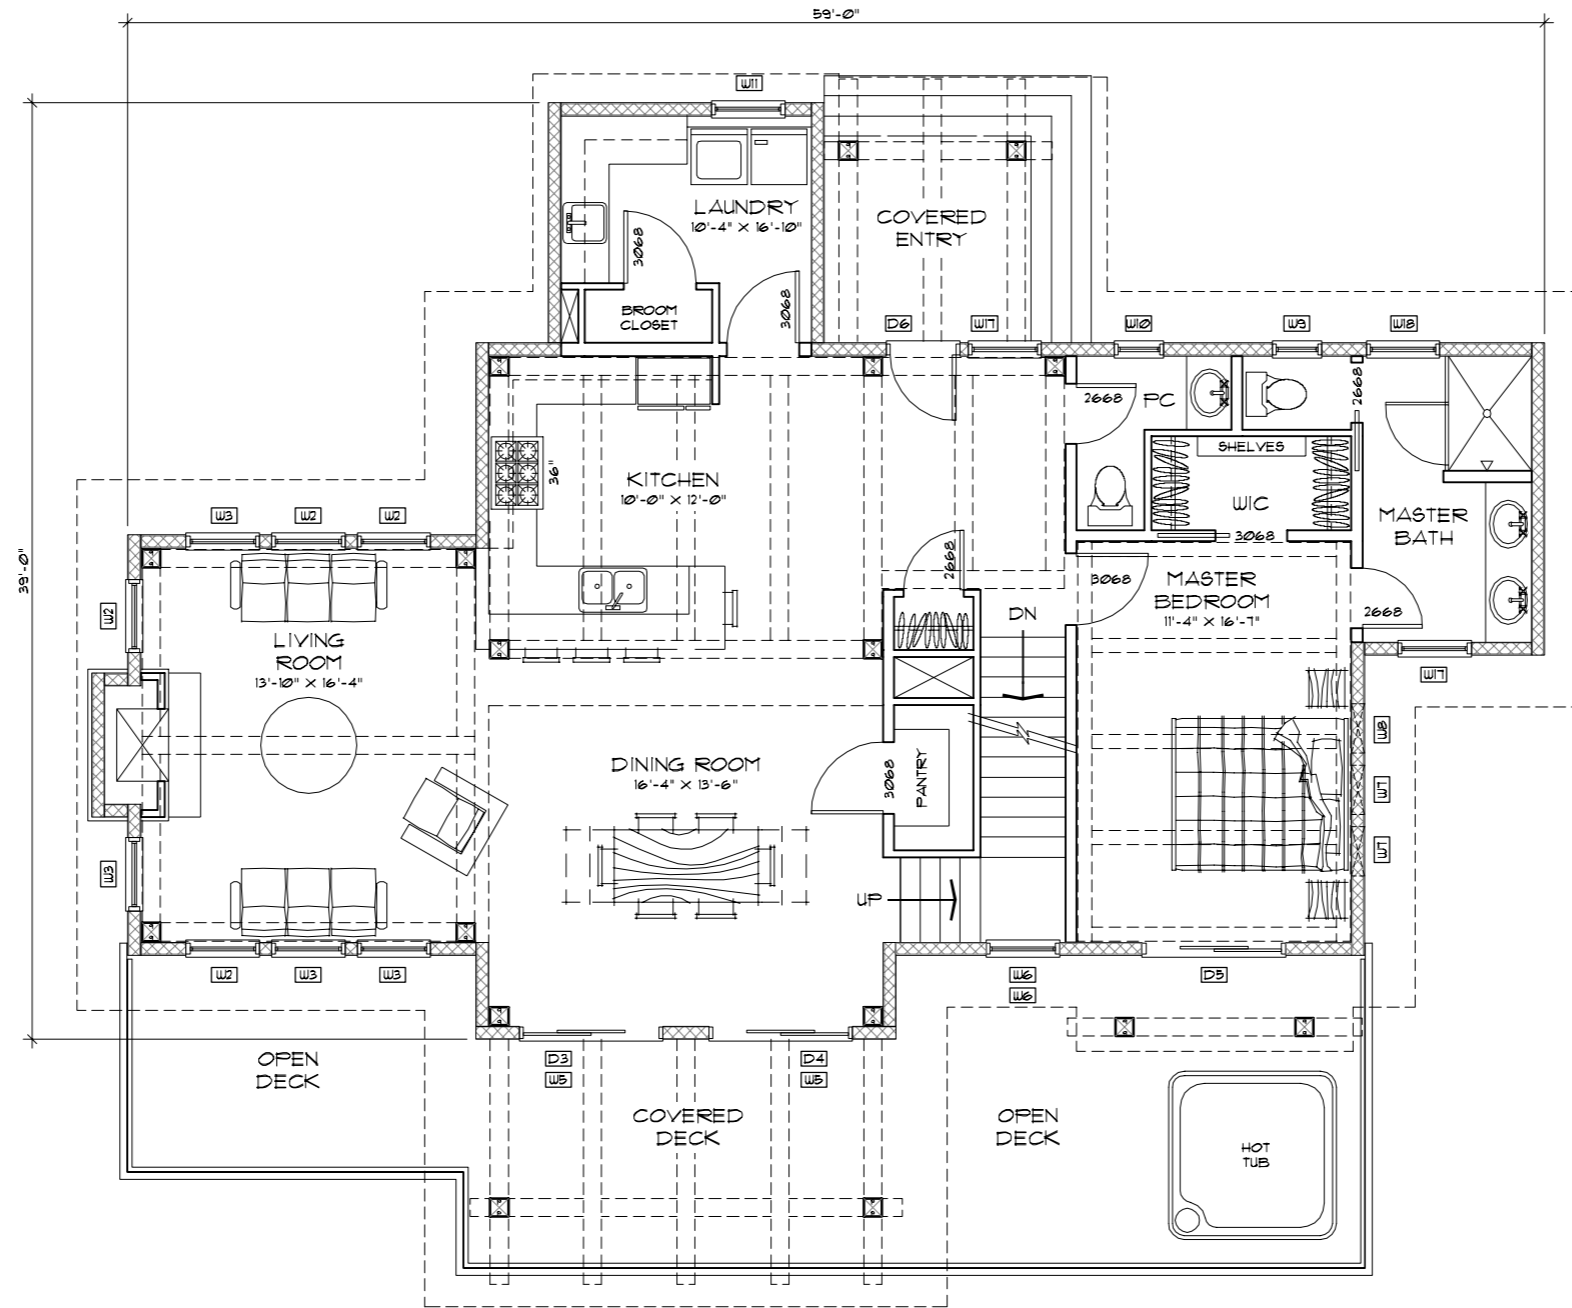 59'-0"
W11
LAUNDRY
10'-4" X 16'-10"
3068
COVERED
ENTRY
3068
BROOM
CLOSET
D6
W17
W10
W9
W18
2668
PC
2668
SHELVES
36"
KITCHEN
10'-0" X 12'-0"
WIC
3068
MASTER
BATH
W3
W2
W2
39'-0"
2668
3068
MASTER
BEDROOM
11'-4" X 16'-7"
2668
W2
DN
LIVING
ROOM
13'-10" X 16'-4"
W17
W8
DINING ROOM
16'-4" X 13'-6"
3068
PANTRY
W7
W7
W3
UP
W2
W3
W3
W6
W6
D5
OPEN
DECK
D3
W5
D4
W5
COVERED
DECK
OPEN
DECK
HOT
TUB